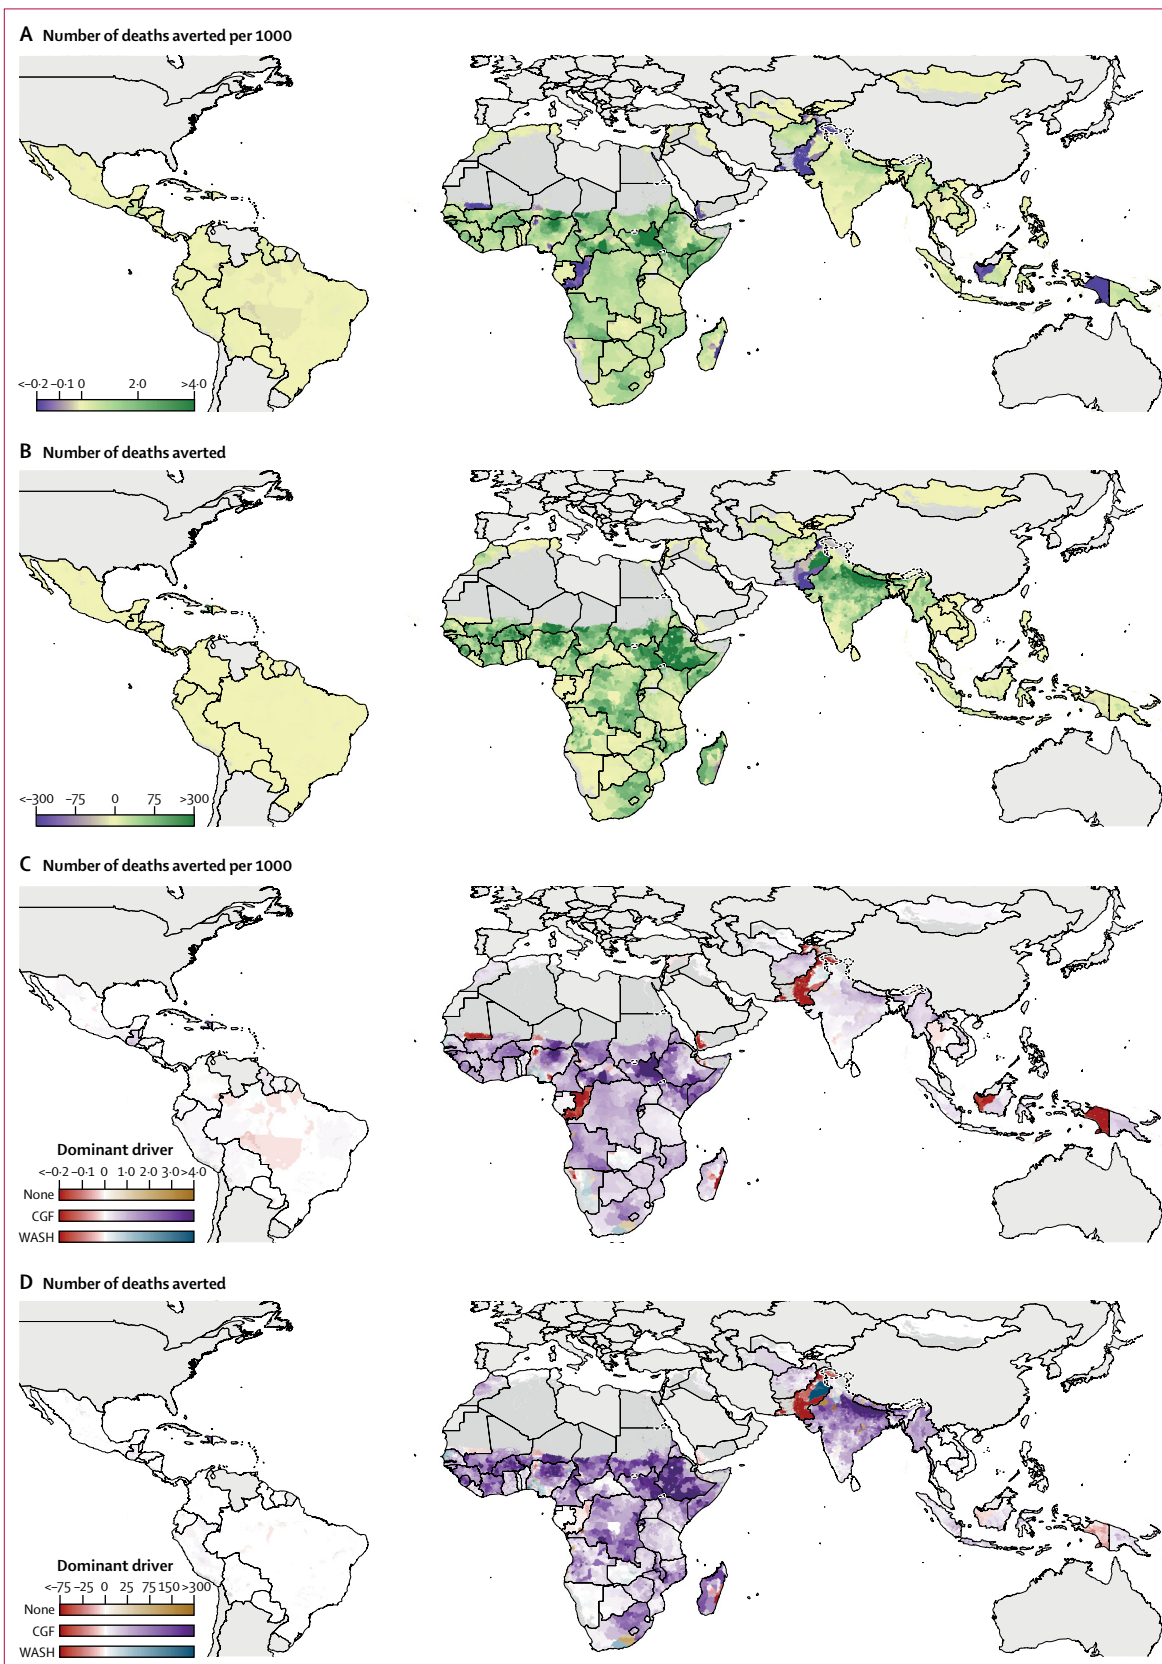 A Number of deaths averted per 1000
<–0·2 –0·1 0 2·0 >4·0
B Number of deaths averted
<–300 –75 0 75 >300
C Number of deaths averted per 1000
Dominant driver
<–0·2 –0·1 0 1·0 2·0 3·0 >4·0
None
CGF
WASH
D Number of deaths averted
Dominant driver
<–75 –25 0 25 75 150 >300
None
CGF
WASH